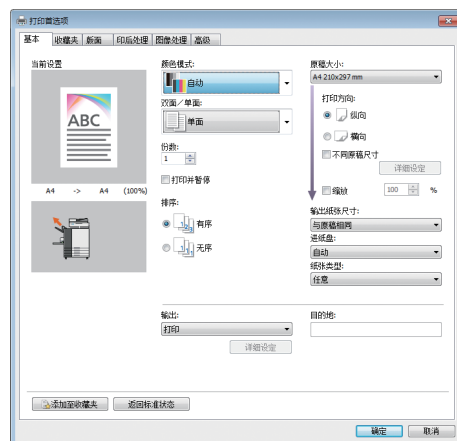 打印首选项
基本 收藏夹 版面 印后处理 图像处理 高级
当前设置
ABC
A4 -> A4 (100%)
颜色模式:
自动
双面／单面:
单面
份数:
1
打印并暂停
排序:
有序
无序
原稿大小:
A4 210x297 mm
打印方向:
纵向
横向
不同原稿尺寸
详细设定
缩放 100 %
输出纸张尺寸:
与原稿相同
进纸盘:
自动
纸张类型:
任意
输出:
打印
详细设定
目的地:
添加至收藏夹 返回标准状态
确定 取消